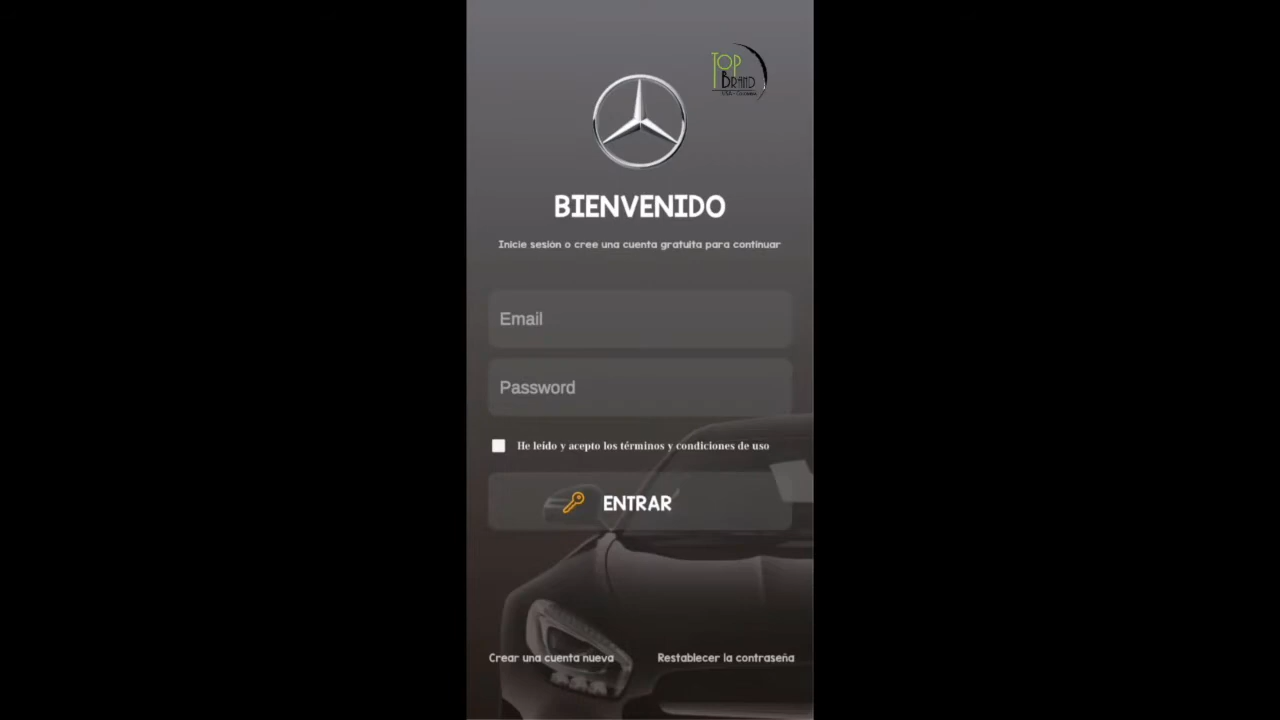 TOP
BRAND
BIENVENIDO
Inicie sesión o cree una cuenta gratuita para continuar
Email
Password
He leído y acepto los términos y condiciones de uso
ENTRAR
Crear una cuenta nueva
Restablecer la contraseña